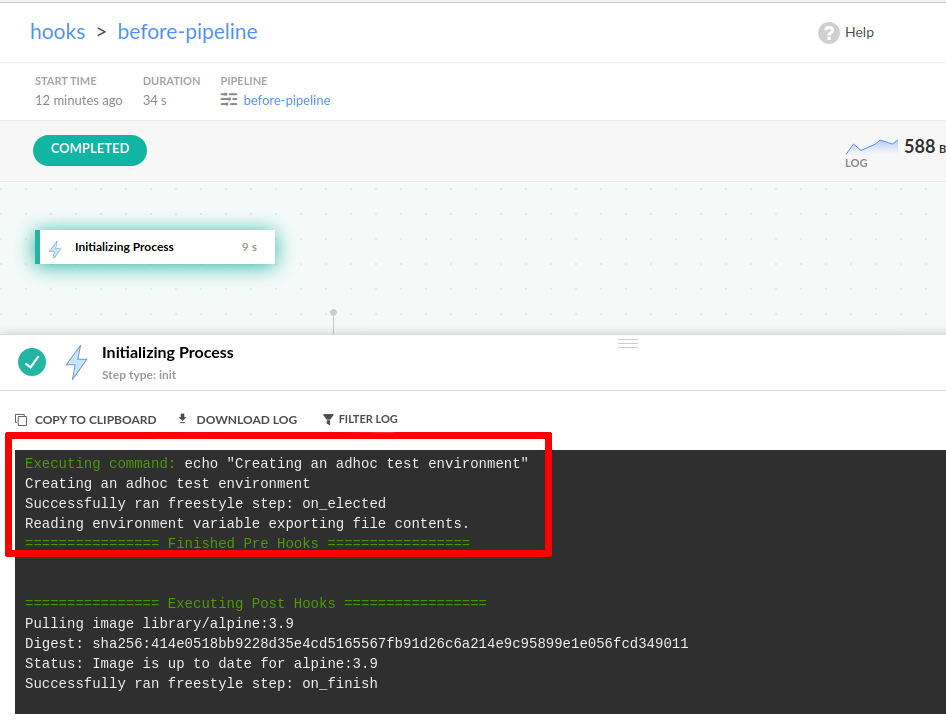 hooks > before-pipeline
? Help
START TIME DURATION PIPELINE
12 minutes ago 34 s before-pipeline
COMPLETED
588 B
LOG
Initializing Process 9 s
Initializing Process
Step type: init
COPY TO CLIPBOARD DOWNLOAD LOG FILTER LOG
Executing command: echo "Creating an adhoc test environment"
Creating an adhoc test environment
Successfully ran freestyle step: on_elected
Reading environment variable exporting file contents.
================ Finished Pre Hooks =================
================ Executing Post Hooks =================
Pulling image library/alpine:3.9
Digest: sha256:414e0518bb9228d35e4cd5165567fb91d26c6a214e9c95899e1e056fcd349011
Status: Image is up to date for alpine:3.9
Successfully ran freestyle step: on_finish